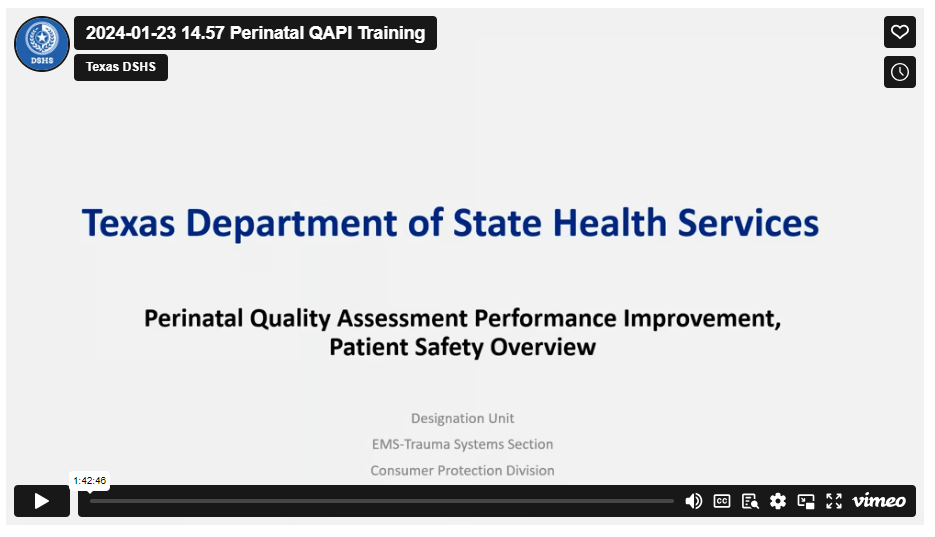 2024-01-23 14.57 Perinatal QAPI Training
Texas DSHS
DSHS
Texas Department of State Health Services
Perinatal Quality Assessment Performance Improvement,
Patient Safety Overview
Designation Unit
EMS-Trauma Systems Section
Consumer Protection Division
1:42:46
CC
vimeo